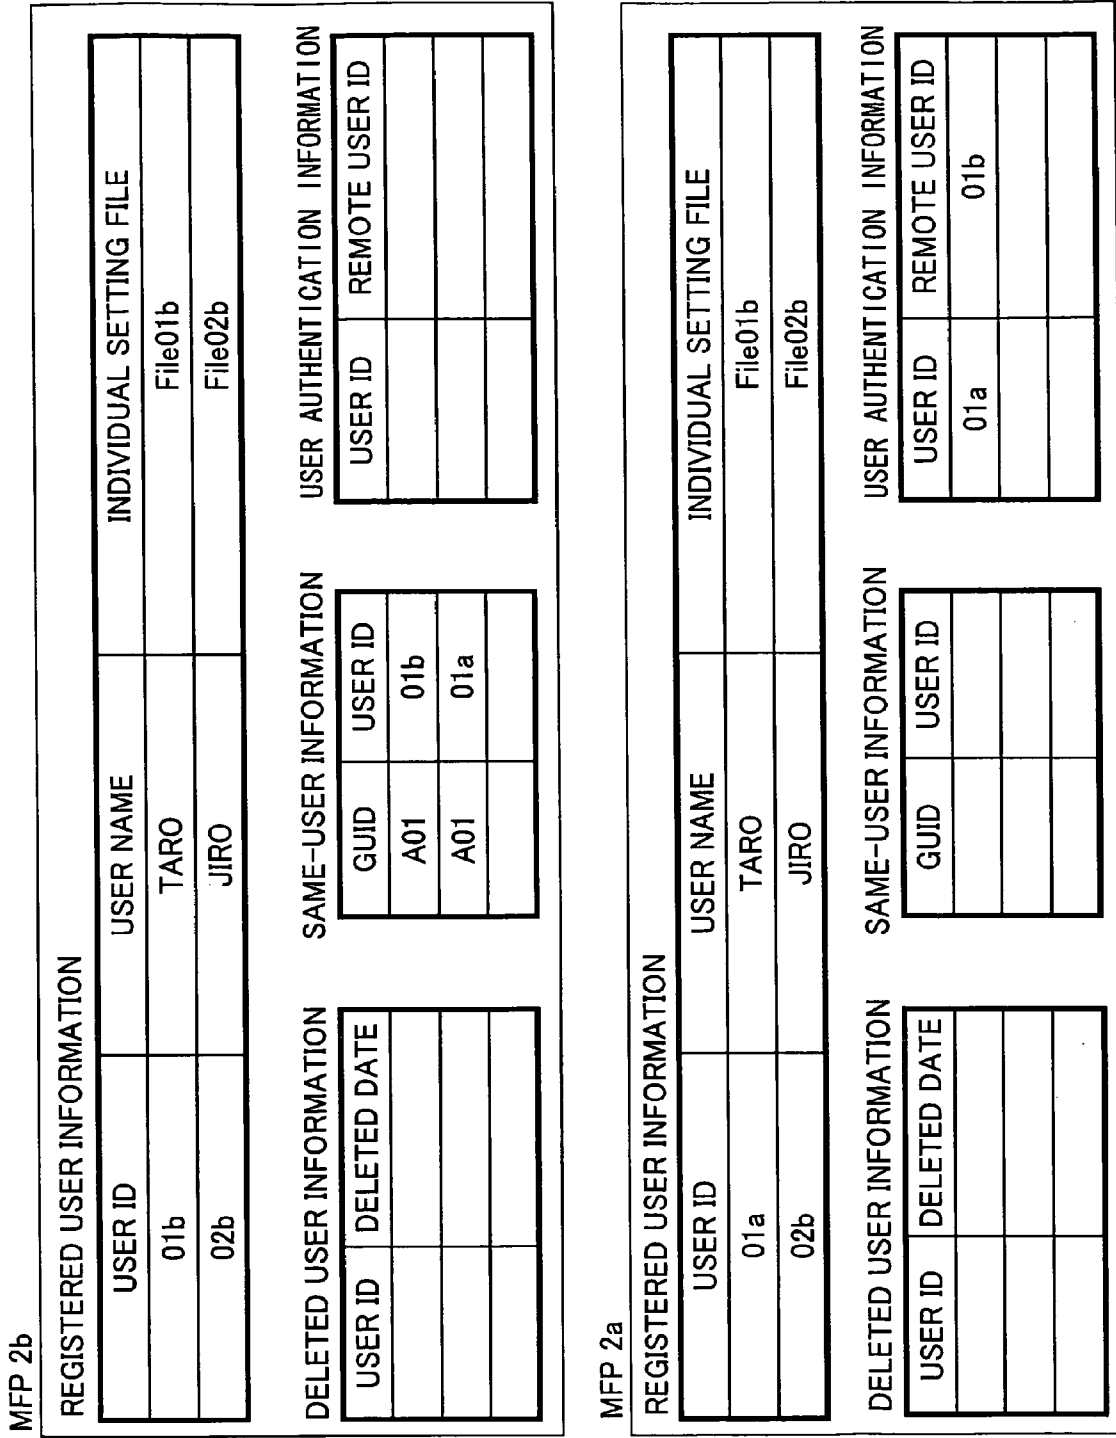 MFP 2b
REGISTERED USER INFORMATION
USER ID USER NAME INDIVIDUAL SETTING FILE
01b TARO File01b
02b JIRO File02b
DELETED USER INFORMATION SAME-USER INFORMATION USER AUTHENTICATION INFORMATION
USER ID DELETED DATE GUID USER ID USER ID REMOTE USER ID
A01 01b
A01 01a
MFP 2a
REGISTERED USER INFORMATION
USER ID USER NAME INDIVIDUAL SETTING FILE
01a TARO File01b
02b JIRO File02b
DELETED USER INFORMATION SAME-USER INFORMATION USER AUTHENTICATION INFORMATION
USER ID DELETED DATE GUID USER ID USER ID REMOTE USER ID
01a 01b